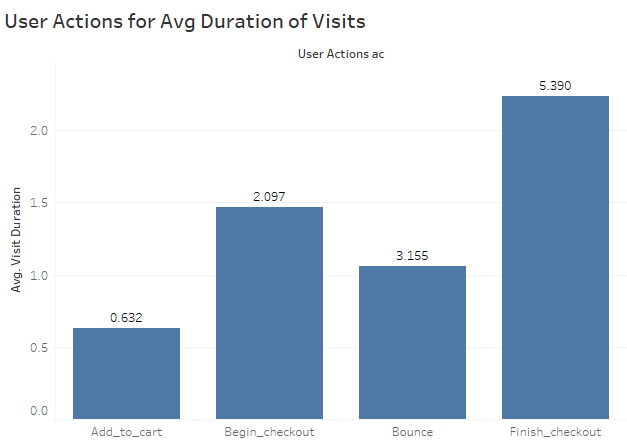 User Actions for Avg Duration of Visits
User Actions ac
Avg. Visit Duration
2.0
1.5
1.0
0.5
0.0
0.632
2.097
3.155
5.390
Add_to_cart
Begin_checkout
Bounce
Finish_checkout